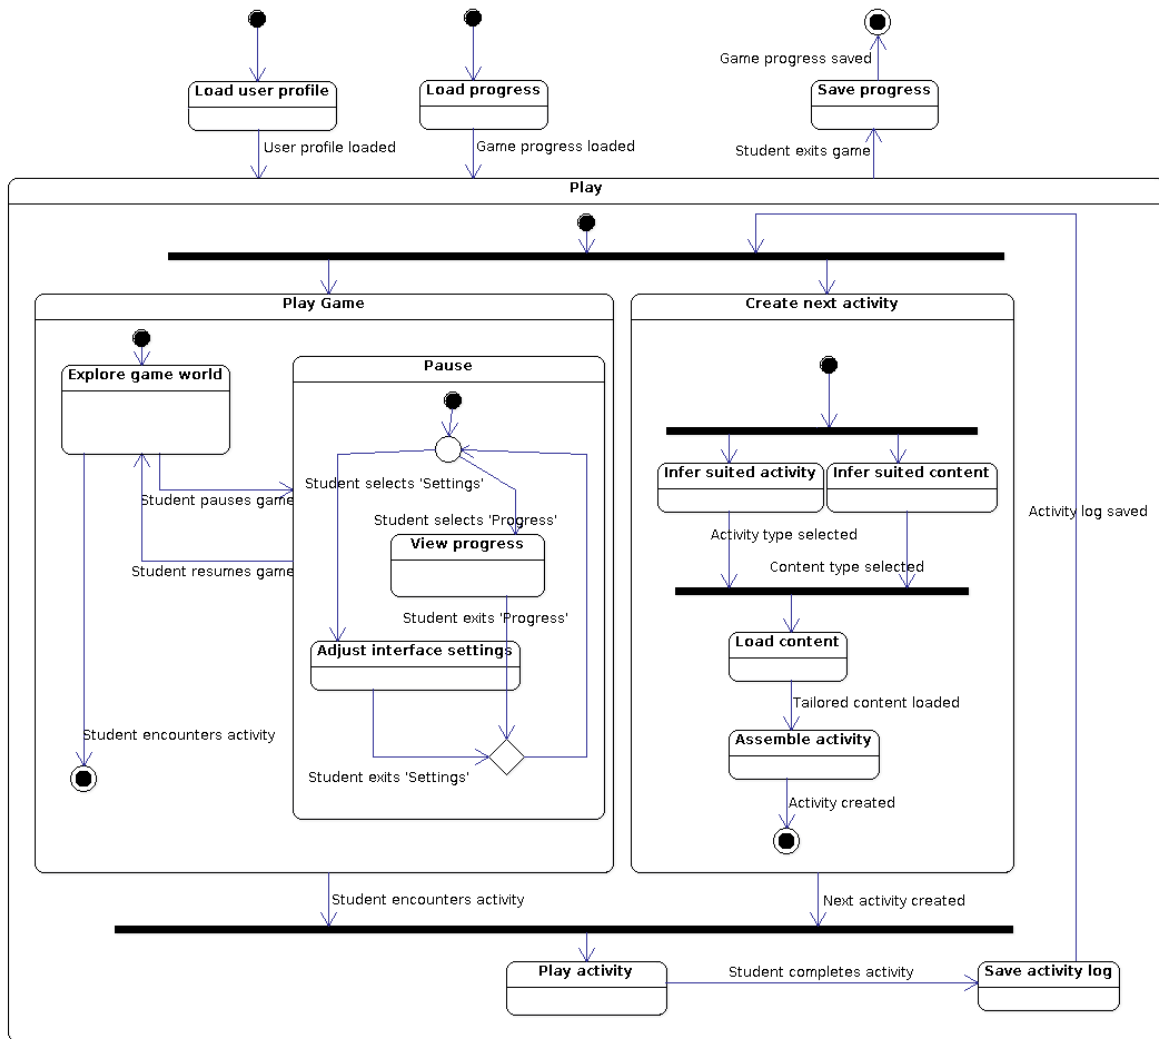 Game progress saved
Load user profile
Load progress
Save progress
User profile loaded
Game progress loaded
Student exits game
Play
Play Game
Create next activity
Explore game world
Pause
Infer suited activity
Infer suited content
Student selects 'Settings'
Student pauses game
Student selects 'Progress'
Activity log saved
Activity type selected
View progress
Student resumes game
Content type selected
Student exits 'Progress'
Load content
Adjust interface settings
Tailored content loaded
Student encounters activity
Assemble activity
Student exits 'Settings'
Activity created
Student encounters activity
Next activity created
Play activity
Student completes activity
Save activity log